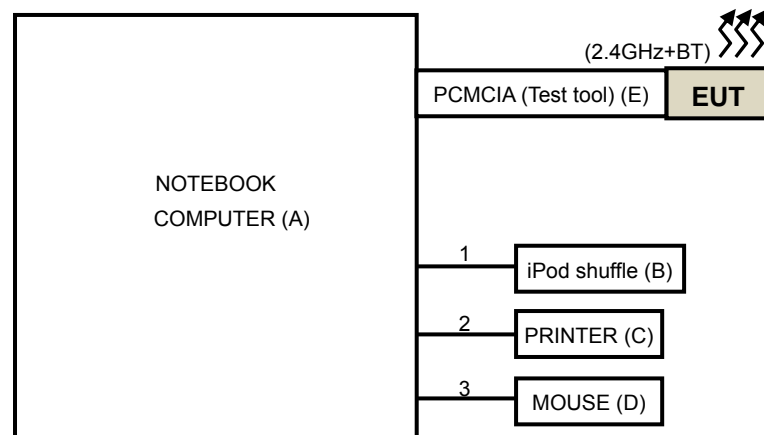 (2.4GHz+BT)
PCMCIA (Test tool) (E)
EUT
NOTEBOOK
COMPUTER (A)
1
iPod shuffle (B)
2
PRINTER (C)
3
MOUSE (D)